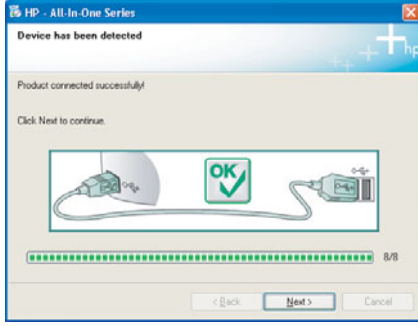 HP - All-In-One Series
Device has been detected
hp
Product connected successfully!
Click Next to continue.
OK
8/8
< Back
Next >
Cancel